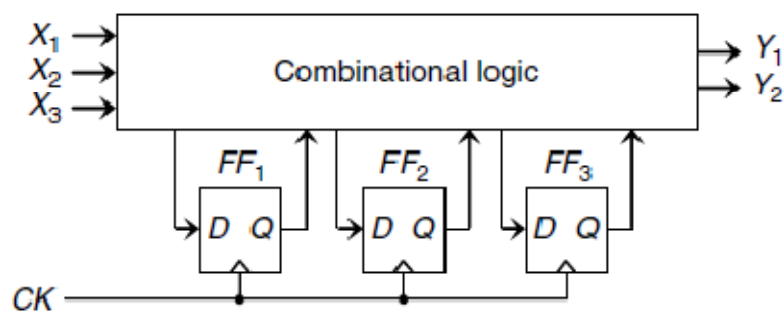 X₁
X₂
X₃
Combinational logic
Y₁
Y₂
FF₁ FF₂ FF₃
D Q D Q D Q
CK